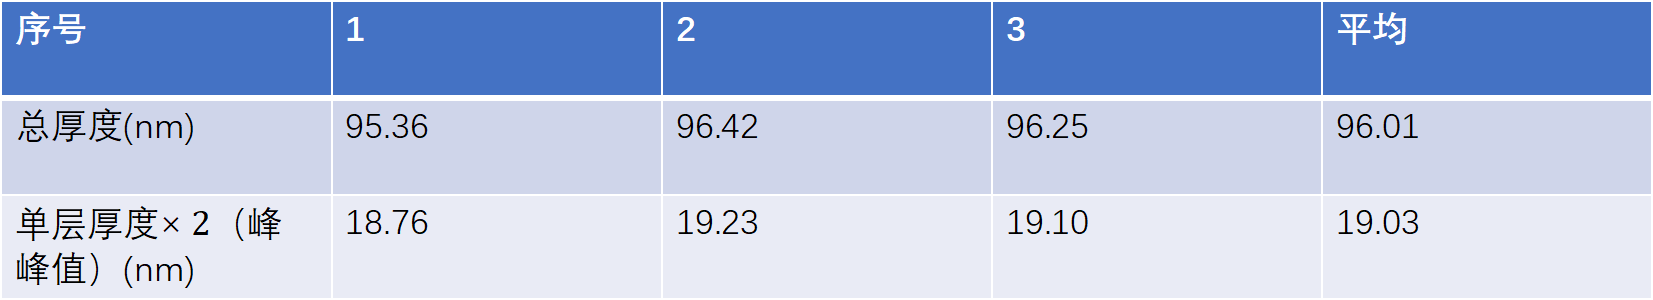 序号 1 2 3 平均
总厚度(nm) 95.36 96.42 96.25 96.01
单层厚度× 2（峰 18.76 19.23 19.10 19.03
峰值）(nm)